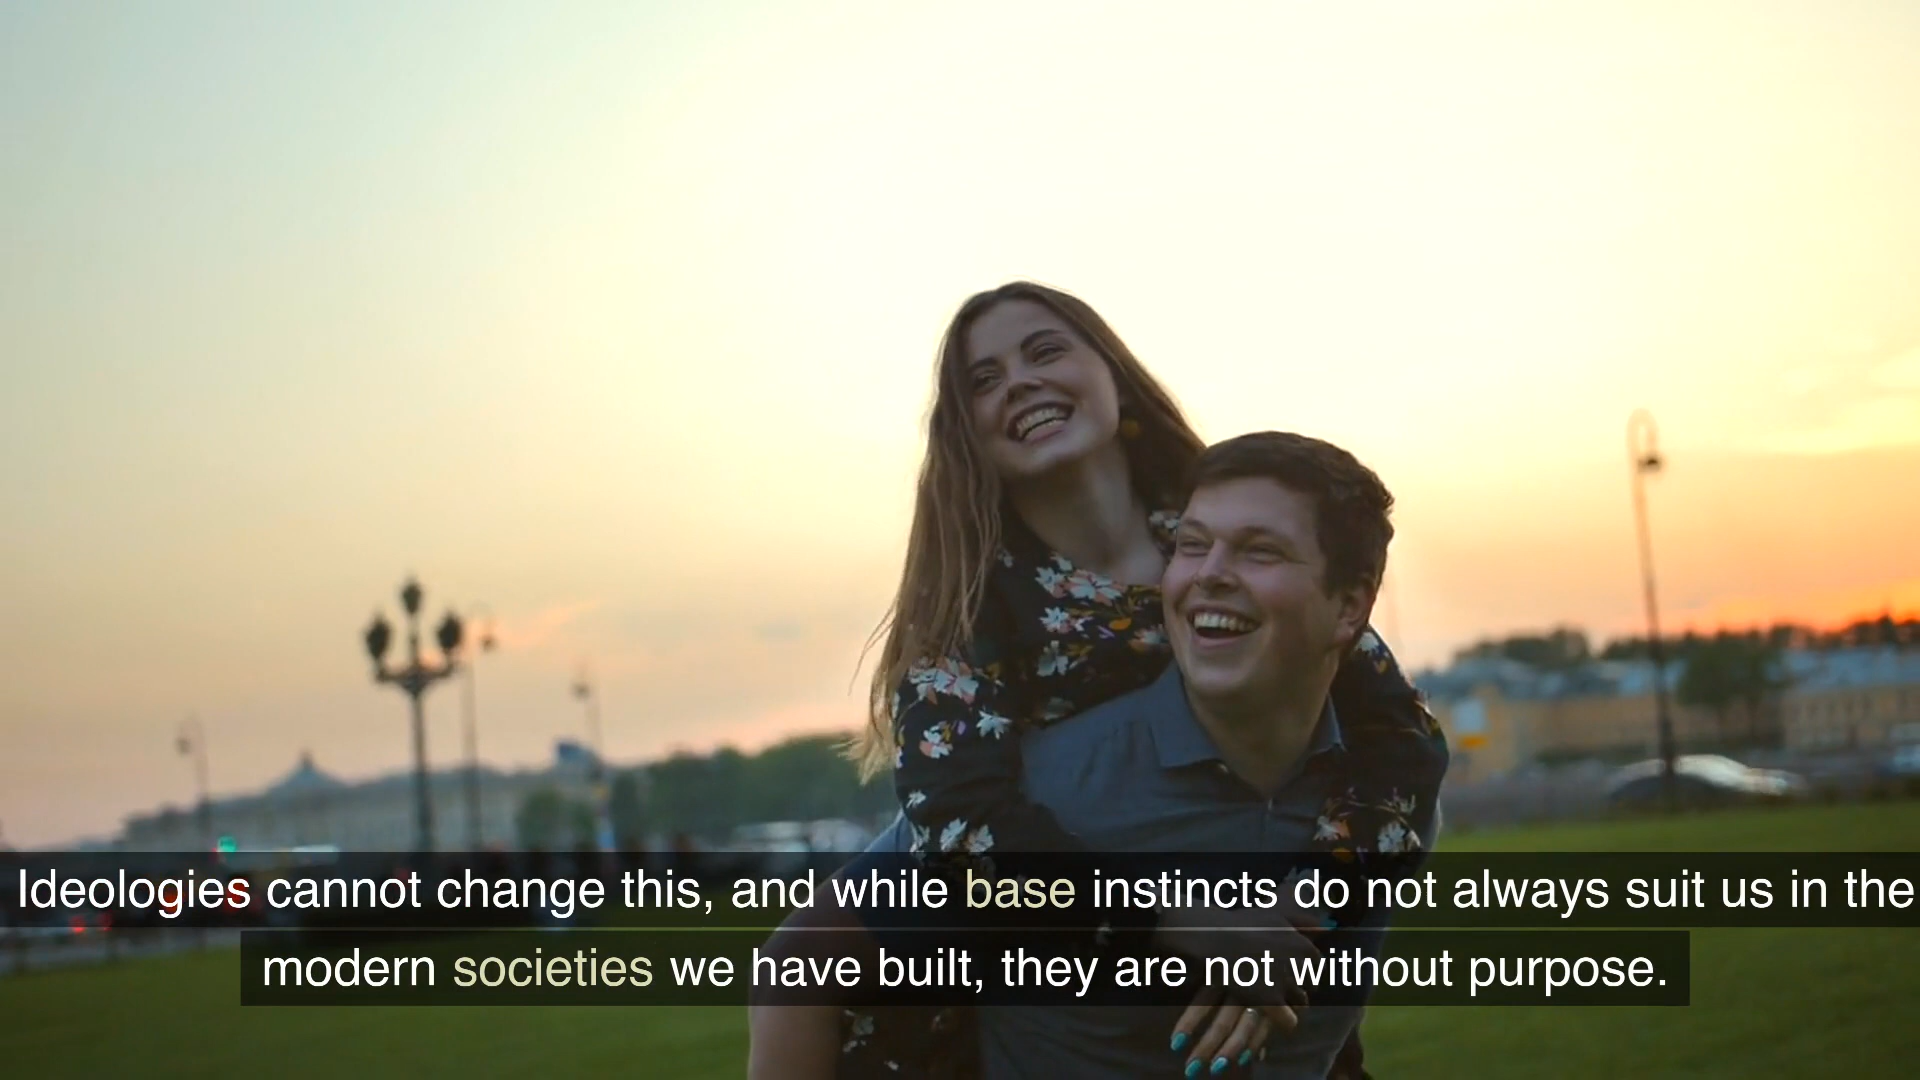 Ideologies cannot change this, and while base instincts do not always suit us in the
modern societies we have built, they are not without purpose.